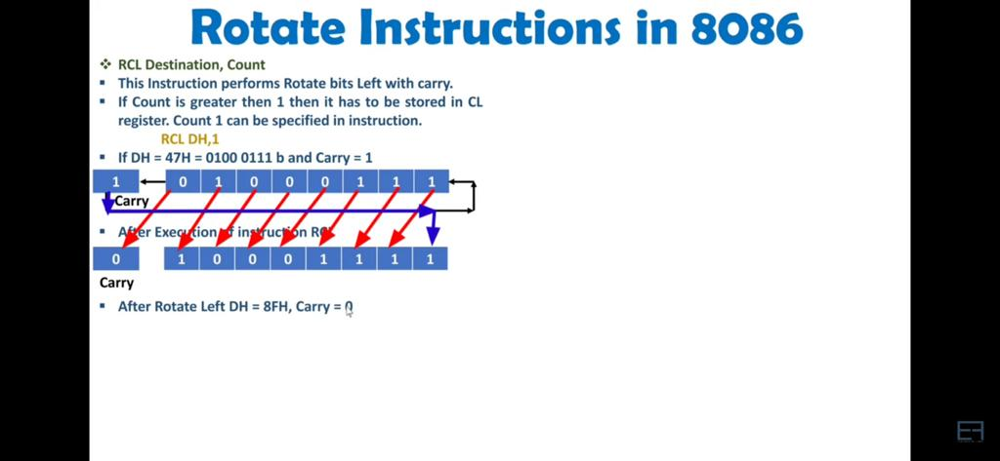 Rotate Instructions in 8086
❖ RCL Destination, Count
▪ This Instruction performs Rotate bits Left with carry.
▪ If Count is greater then 1 then it has to be stored in CL
register. Count 1 can be specified in instruction.
RCL DH,1
▪ If DH = 47H = 0100 0111 b and Carry = 1
1 0 1 0 0 0 1 1 1
Carry
▪ After Execution of instruction RCL
0 1 0 0 0 1 1 1 1
Carry
▪ After Rotate Left DH = 8FH, Carry = 0